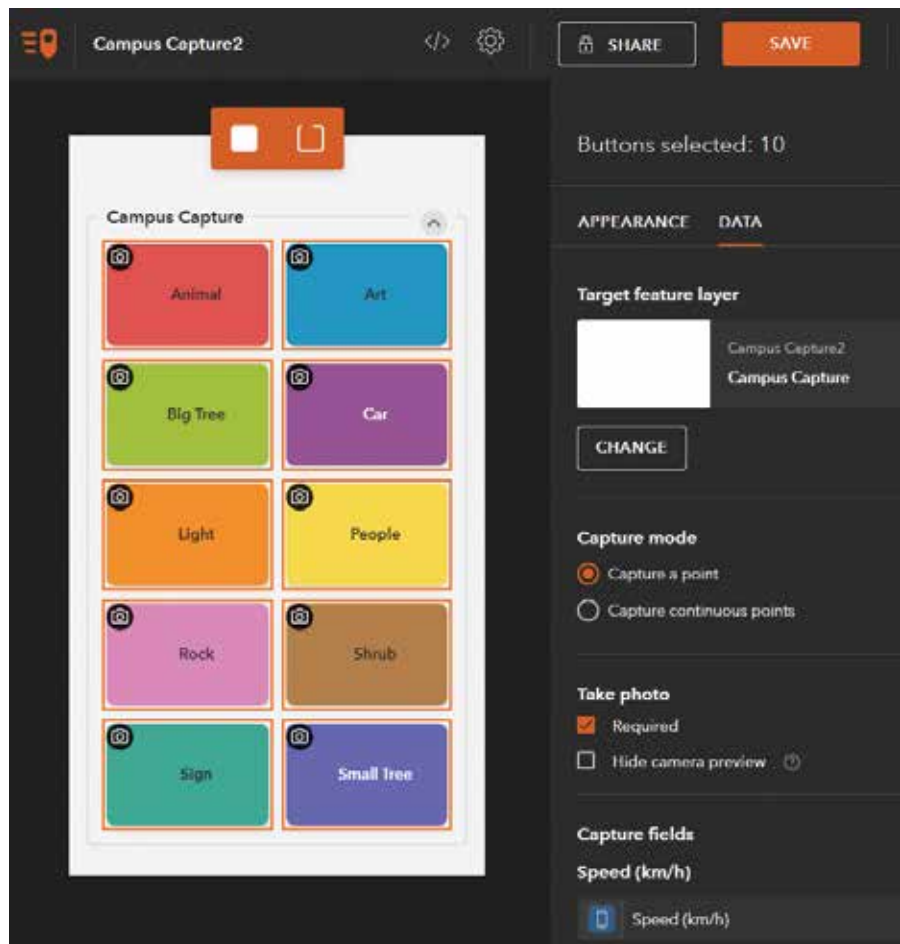 Campus Capture2
</>
SHARE
SAVE
Buttons selected: 10
APPEARANCE DATA
Campus Capture
Animal
Art
Big Tree
Car
Light
People
Rock
Shrub
Sign
Small Tree
Target feature layer
Campus Capture2
Campus Capture
CHANGE
Capture mode
Capture a point
Capture continuous points
Take photo
Required
Hide camera preview ?
Capture fields
Speed (km/h)
Speed (km/h)